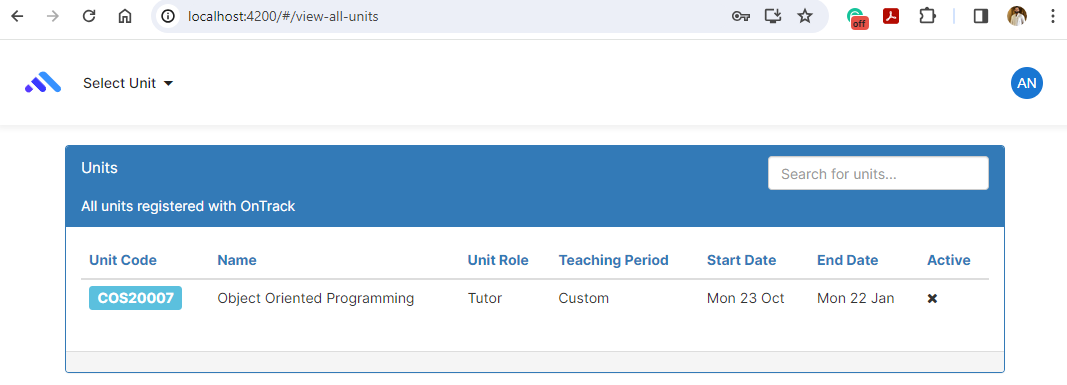 localhost:4200/#/view-all-units
off
Select Unit
AN
Units
Search for units...
All units registered with OnTrack
Unit Code Name Unit Role Teaching Period Start Date End Date Active
COS20007 Object Oriented Programming Tutor Custom Mon 23 Oct Mon 22 Jan